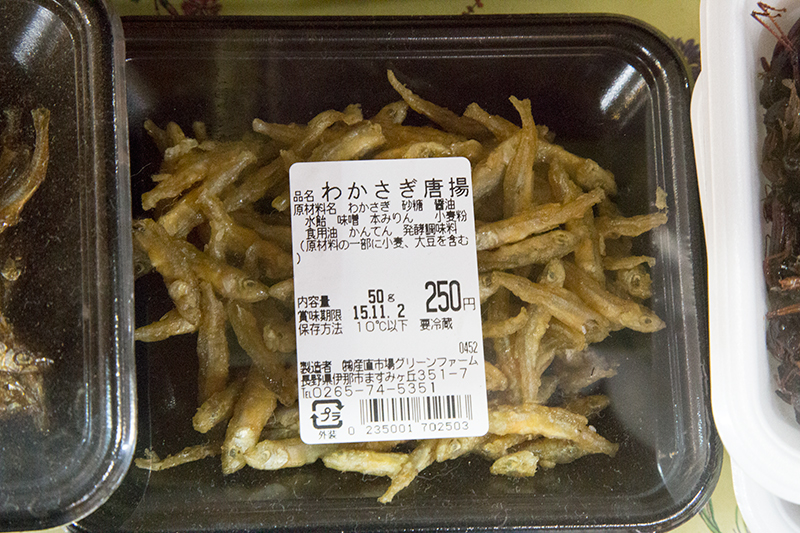 品名 わかさぎ唐揚
原材料名 わかさぎ 砂糖 醤油
水飴 味噌 本みりん 小麦粉
食用油 かんてん 発酵調味料
(原材料の一部に小麦、大豆を含む
)
内容量 50g
賞味期限 15.11. 2 250円
保存方法 10℃以下 要冷蔵
0452
製造者 ㈱産直市場グリーンファーム
長野県伊那市ますみヶ丘351-7
℡0265-74-5351
プラ
外装
0 235001 702503